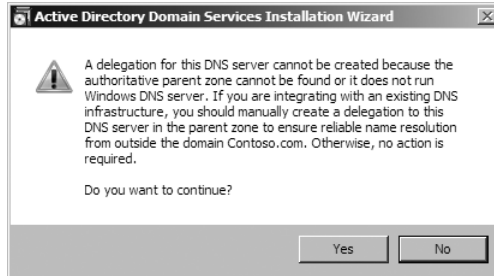 Active Directory Domain Services Installation Wizard
A delegation for this DNS server cannot be created because the
authoritative parent zone cannot be found or it does not run
Windows DNS server. If you are integrating with an existing DNS
infrastructure, you should manually create a delegation to this
DNS server in the parent zone to ensure reliable name resolution
from outside the domain Contoso.com. Otherwise, no action is
required.
Do you want to continue?
Yes
No